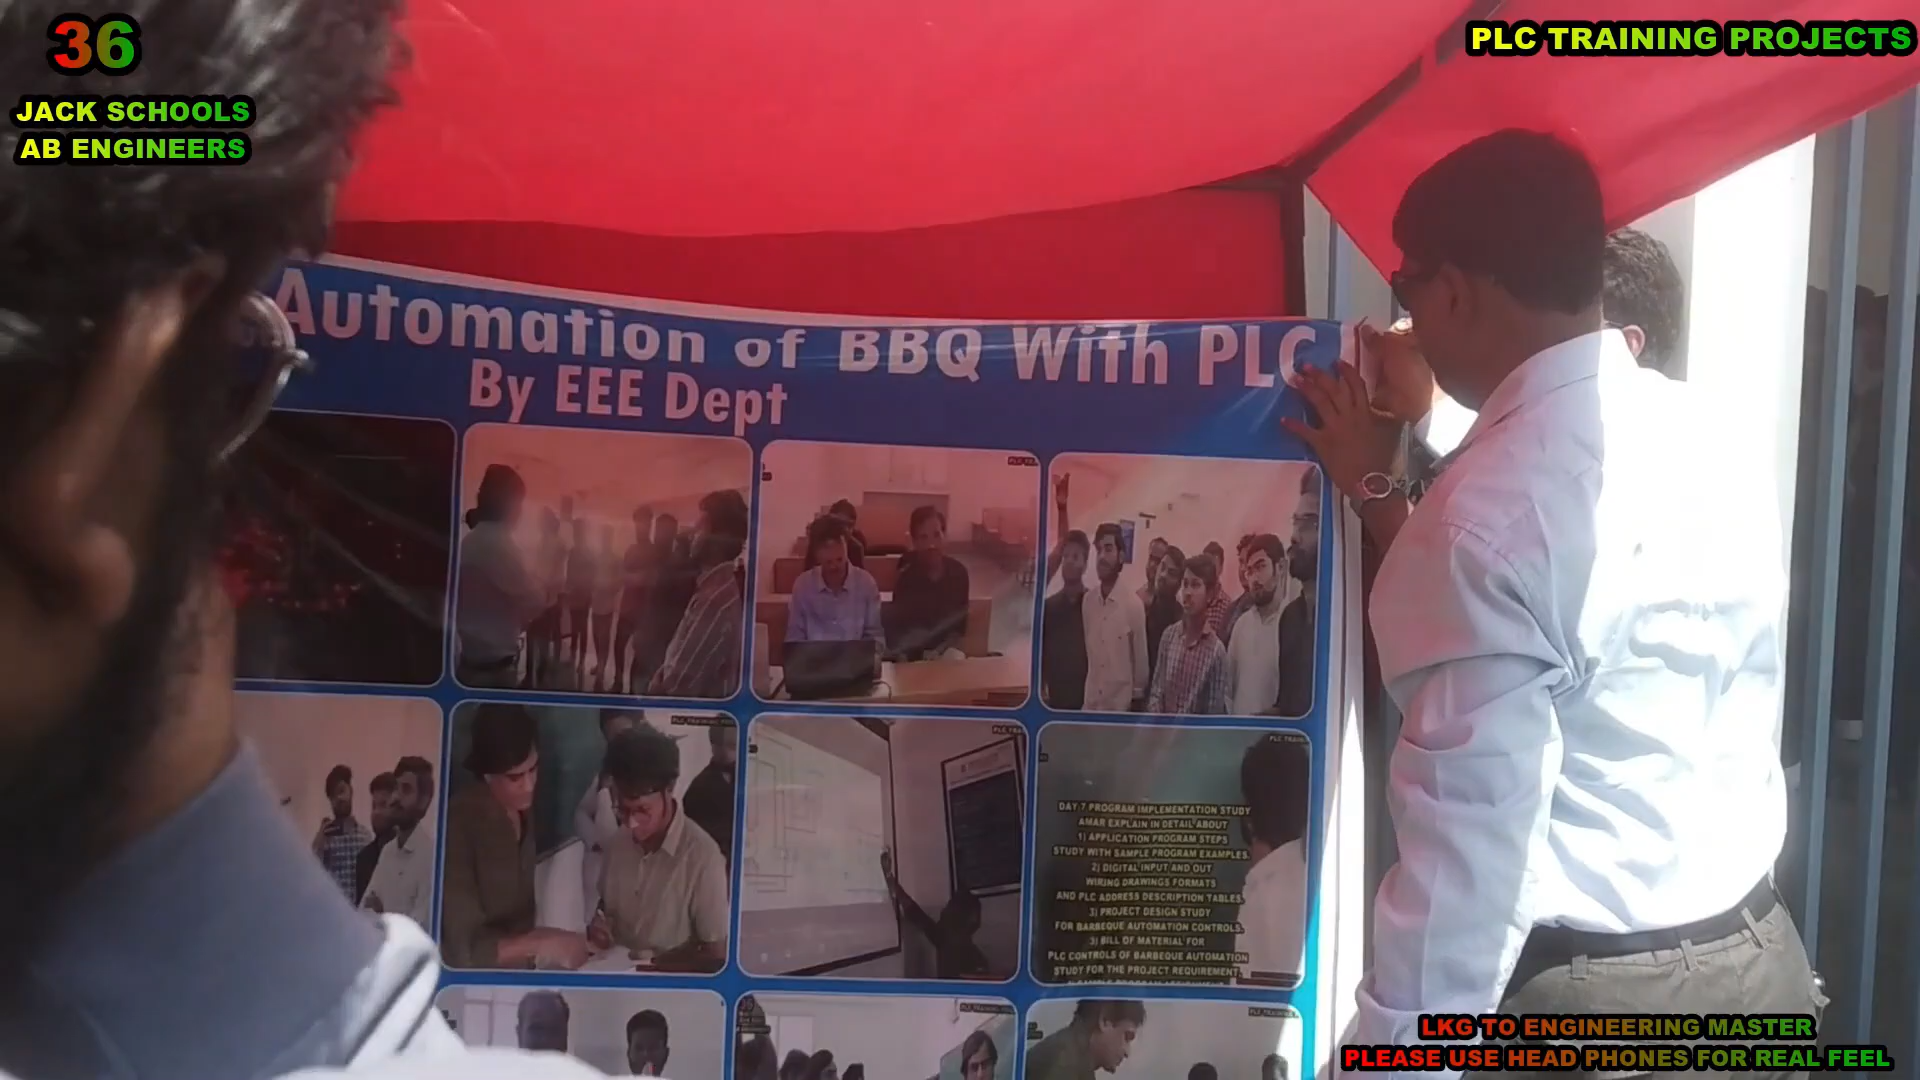 36
JACK SCHOOLS
AB ENGINEERS
PLC TRAINING PROJECTS
Automation of BBQ With PLC
By EEE Dept
DAY 7 PROGRAM IMPLEMENTATION STUDY
AMAR EXPLAIN IN DETAIL ABOUT
1) APPLICATION PROGRAM STEPS
STUDY WITH SAMPLE PROGRAM EXAMPLES.
2) DIGITAL INPUT AND OUT
WIRING DRAWINGS FORMATS
AND PLC ADDRESS DESCRIPTION TABLES.
3) PROJECT DESIGN STUDY
FOR BARBEQUE AUTOMATION CONTROLS.
3) BILL OF MATERIAL FOR
PLC CONTROLS OF BARBEQUE AUTOMATION
STUDY FOR THE PROJECT REQUIREMENT.
LKG TO ENGINEERING MASTER
PLEASE USE HEAD PHONES FOR REAL FEEL